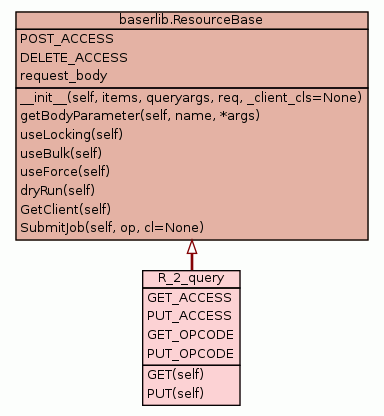 baserlib.ResourceBase
POST_ACCESS
DELETE_ACCESS
request_body
__init__(self, items, queryargs, req, _client_cls=None)
getBodyParameter(self, name, *args)
useLocking(self)
useBulk(self)
useForce(self)
dryRun(self)
GetClient(self)
SubmitJob(self, op, cl=None)
R_2_query
GET_ACCESS
PUT_ACCESS
GET_OPCODE
PUT_OPCODE
GET(self)
PUT(self)